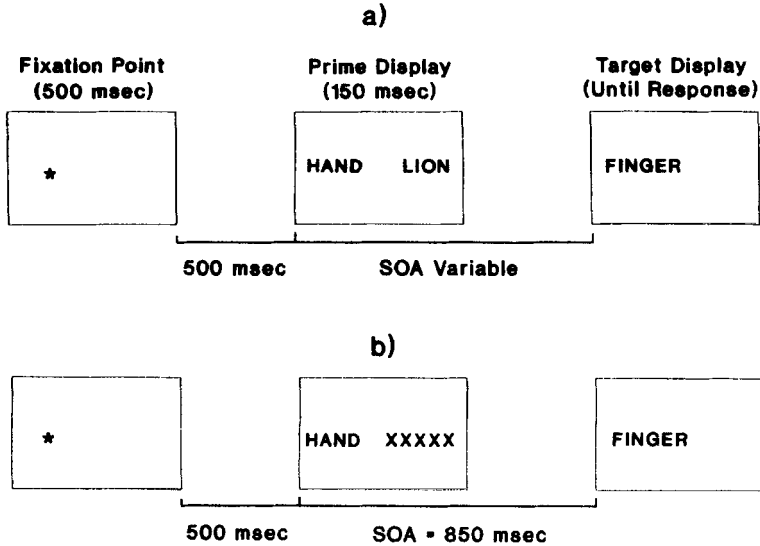 a)
Fixation Point
(500 msec)
Prime Display
(150 msec)
Target Display
(Until Response)
*
HAND LION
FINGER
500 msec
SOA Variable
b)
*
HAND XXXXX
FINGER
500 msec
SOA = 850 msec